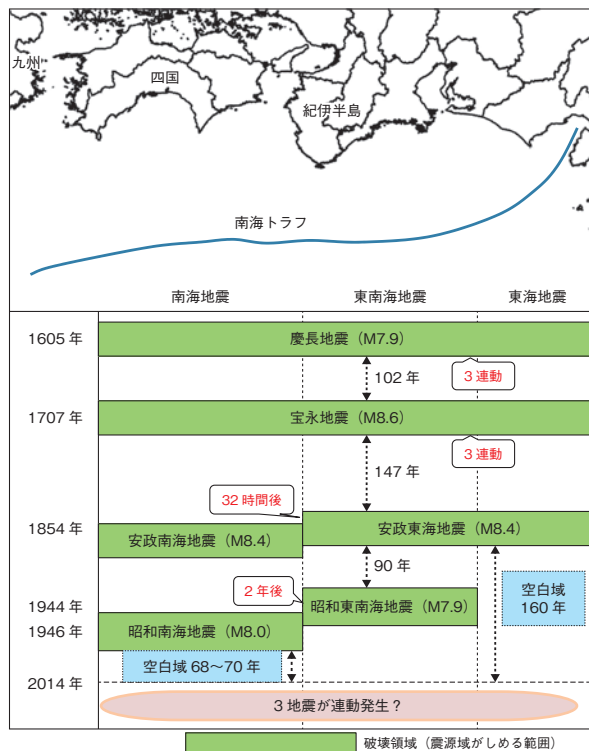 九州
四国
紀伊半島
南海トラフ
南海地震 東南海地震 東海地震
1605 年
慶長地震（M7.9）
102 年
3 連動
1707 年
宝永地震（M8.6）
3 連動
147 年
32 時間後
1854 年
安政南海地震（M8.4）
安政東海地震（M8.4）
90 年
2 年後
空白域
160 年
1944 年
昭和東南海地震（M7.9）
1946 年
昭和南海地震（M8.0）
空白域 68～70 年
2014 年
3 地震が連動発生？
破壊領域（震源域がしめる範囲）